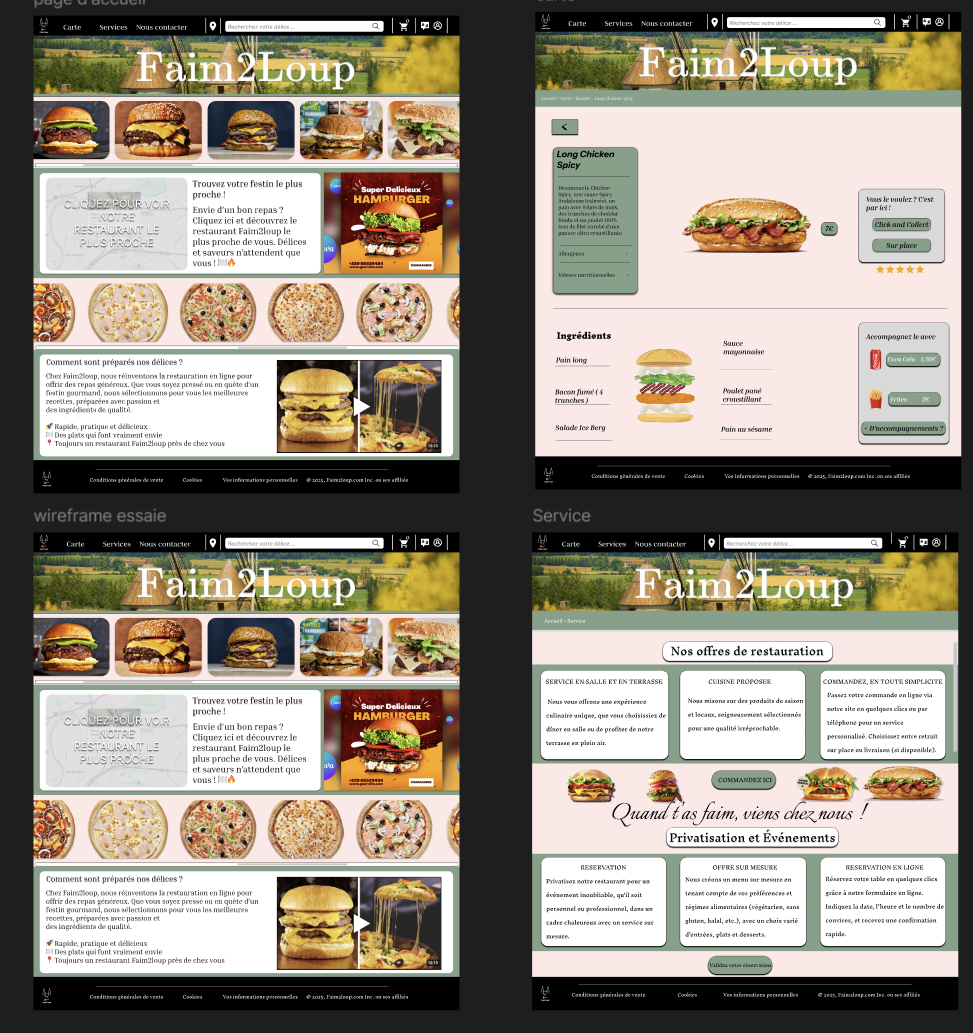 page d'accueil
Carte Services Nous contacter Recherchez votre délice ...
Faim2Loup
CLIQUEZ POUR VOIR
NOTRE
RESTAURANT LE
PLUS PROCHE
Trouvez votre festin le plus
proche !
Envie d'un bon repas ?
Cliquez ici et découvrez le
restaurant Faim2loup le
plus proche de vous. Délices
et saveurs n'attendent que
vous ! 🍽️🔥
Super Delicieux
HAMBURGER
Comment sont préparés nos délices ?
Chez Faim2loup, nous réinventons la restauration en ligne pour
offrir des repas généreux. Que vous soyez pressé ou en quête d'un
festin gourmand, nous sélectionnons pour vous les meilleures
recettes, préparées avec passion et
des ingrédients de qualité.
🚀 Rapide, pratique et délicieux
🍽️ Des plats qui font vraiment envie
📍 Toujours un restaurant Faim2loup près de chez vous
Conditions générales de vente Cookies Vos informations personnelles © 2025, Faim2loup.com Inc. ou ses affiliés
Carte Services Nous contacter Recherchez votre délice ...
Faim2Loup
Accueil - Carte - Burger - Long chicken spicy
<
Long Chicken
Spicy
Découvrez le Chicken
Spicy, une sauce Spicy
Andalouse (relevée), un
pain avec éclats de maïs,
des tranches de cheddar
fondu et un poulet 100%
issu de filet enrobé d'une
panure ultra croustillante.
Allergènes
Valeurs nutritionnelles
7€
Vous le voulez ? C'est
par ici !
Click and Collect
Sur place
Ingrédients
Pain long
Bacon fumé ( 4
tranches )
Salade Ice Berg
Sauce
mayonnaise
Poulet pané
croustillant
Pain au sésame
Accompagnez le avec
Coca Cola 1.50€
Frites 2€
+ D'accompagnements ?
Conditions générales de vente Cookies Vos informations personnelles © 2025, Faim2loup.com Inc. ou ses affiliés
wireframe essaie
Carte Services Nous contacter Recherchez votre délice ...
Faim2Loup
CLIQUEZ POUR VOIR
NOTRE
RESTAURANT LE
PLUS PROCHE
Trouvez votre festin le plus
proche !
Envie d'un bon repas ?
Cliquez ici et découvrez le
restaurant Faim2loup le
plus proche de vous. Délices
et saveurs n'attendent que
vous ! 🍽️🔥
Super Delicieux
HAMBURGER
Comment sont préparés nos délices ?
Chez Faim2loup, nous réinventons la restauration en ligne pour
offrir des repas généreux. Que vous soyez pressé ou en quête d'un
festin gourmand, nous sélectionnons pour vous les meilleures
recettes, préparées avec passion et
des ingrédients de qualité.
🚀 Rapide, pratique et délicieux
🍽️ Des plats qui font vraiment envie
📍 Toujours un restaurant Faim2loup près de chez vous
Conditions générales de vente Cookies Vos informations personnelles © 2025, Faim2loup.com Inc. ou ses affiliés
Service
Carte Services Nous contacter Recherchez votre délice ...
Faim2Loup
Accueil - Service
Nos offres de restauration
SERVICE EN SALLE ET EN TERRASSE
Nous vous offrons une expérience
culinaire unique, que vous choisissiez de
dîner en salle ou de profiter de notre
terrasse en plein air.
CUISINE PROPOSEE
Nous misons sur des produits de saison
et locaux, soigneusement sélectionnés
pour une qualité irréprochable.
COMMANDEZ, EN TOUTE SIMPLICITE
Passez votre commande en ligne via
notre site en quelques clics ou par
téléphone pour un service
personnalisé. Choisissez entre retrait
sur place ou livraison (si disponible).
COMMANDEZ ICI
Quand t'as faim, viens chez nous !
Privatisation et Événements
RESERVATION
Privatisez notre restaurant pour un
événement inoubliable, qu'il soit
personnel ou professionnel, dans un
cadre chaleureux avec un service sur
mesure.
OFFRE SUR MESURE
Nous créons un menu sur mesure en
tenant compte de vos préférences et
régimes alimentaires (végétarien, sans
gluten, halal, etc.), avec un choix varié
d'entrées, plats et desserts.
RESERVATION EN LIGNE
Réservez votre table en quelques clics
grâce à notre formulaire en ligne.
Indiquez la date, l'heure et le nombre de
convives, et recevez une confirmation
rapide.
Validez votre réservation
Conditions générales de vente Cookies Vos informations personnelles © 2025, Faim2loup.com Inc. ou ses affiliés